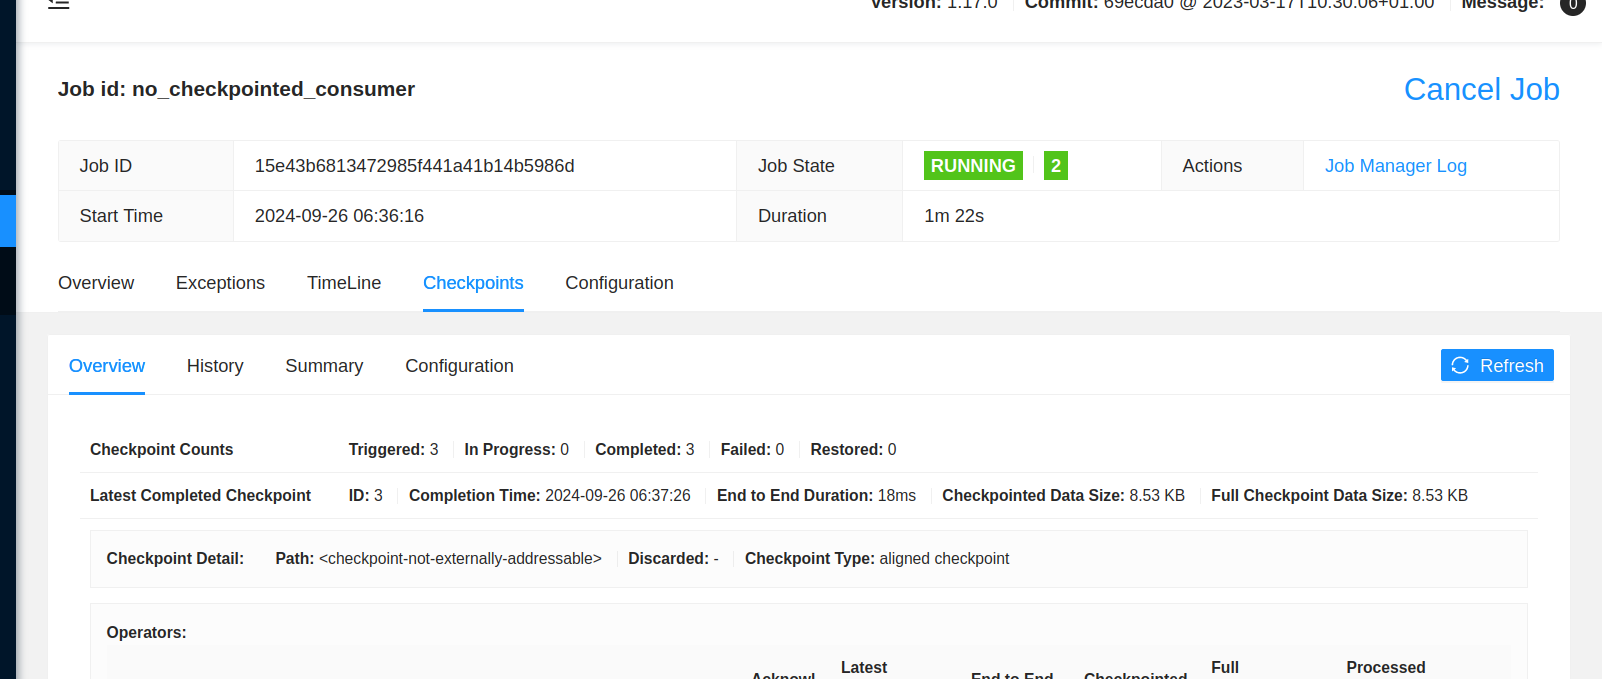 Version: 1.17.0 Commit: 69ecda0 @ 2023-03-17T10:30:06+01:00 Message: 0
Job id: no_checkpointed_consumer Cancel Job
Job ID 15e43b6813472985f441a41b14b5986d Job State RUNNING 2 Actions Job Manager Log
Start Time 2024-09-26 06:36:16 Duration 1m 22s
Overview Exceptions TimeLine Checkpoints Configuration
Overview History Summary Configuration Refresh
Checkpoint Counts Triggered: 3 In Progress: 0 Completed: 3 Failed: 0 Restored: 0
Latest Completed Checkpoint ID: 3 Completion Time: 2024-09-26 06:37:26 End to End Duration: 18ms Checkpointed Data Size: 8.53 KB Full Checkpoint Data Size: 8.53 KB
Checkpoint Detail: Path: <checkpoint-not-externally-addressable> Discarded: - Checkpoint Type: aligned checkpoint
Operators:
Latest Full Processed
Acknowl End to End Checkpointed